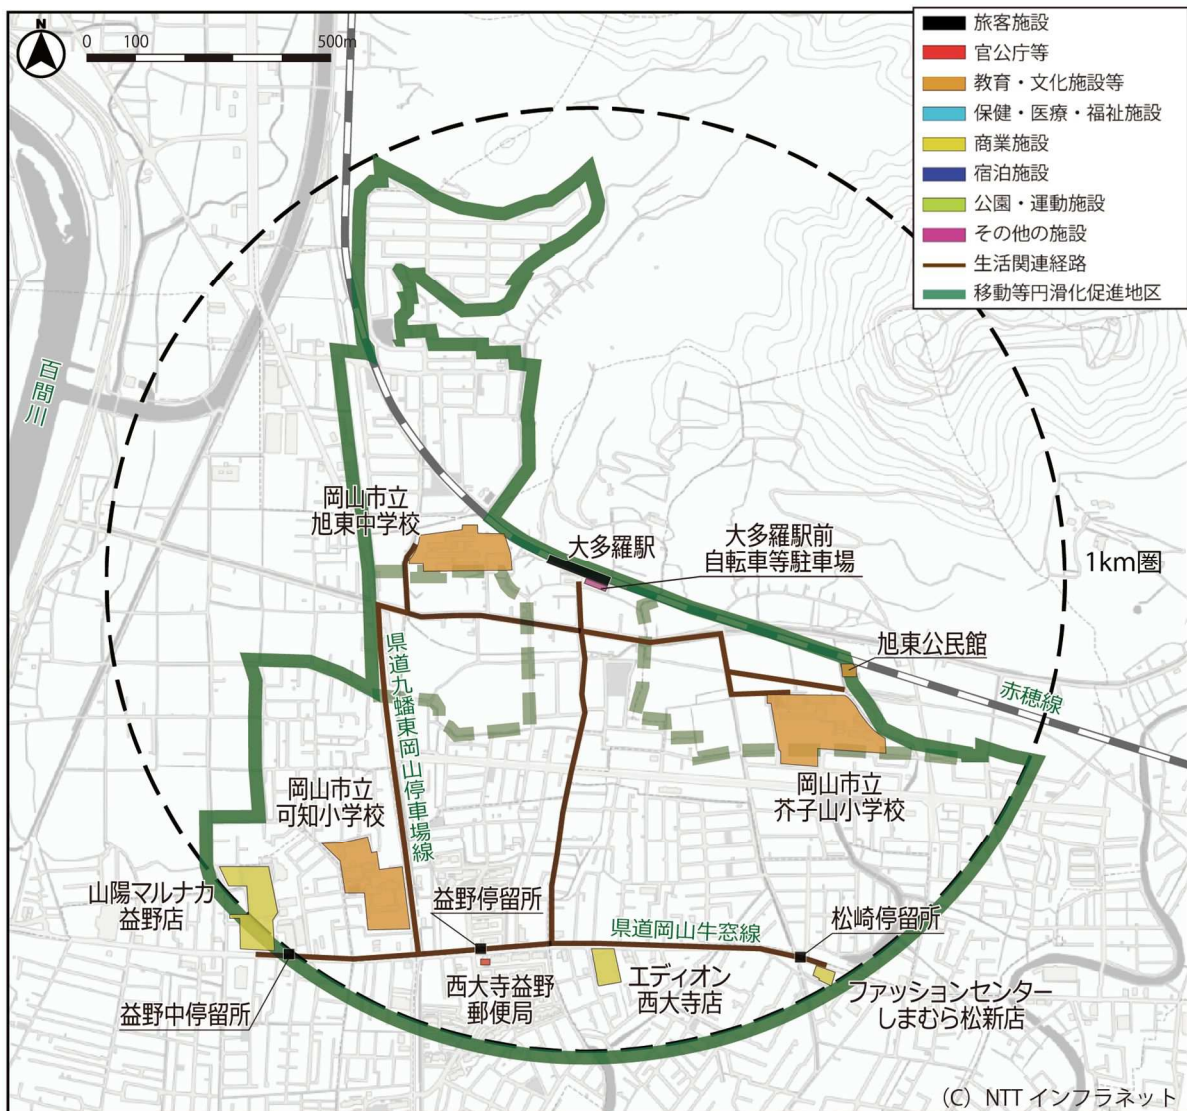 N
0 100 500m
旅客施設
官公庁等
教育・文化施設等
保健・医療・福祉施設
商業施設
宿泊施設
公園・運動施設
その他の施設
生活関連経路
移動等円滑化促進地区
百間川
岡山市立
旭東中学校
大多羅駅
大多羅駅前
自転車等駐車場
1km圏
旭東公民館
赤穂線
県道九蟠東岡山停車場線
岡山市立
可知小学校
岡山市立
芥子山小学校
山陽マルナカ
益野店
益野停留所
県道岡山牛窓線
松崎停留所
益野中停留所
西大寺益野
郵便局
エディオン
西大寺店
ファッションセンター
しまむら松新店
(C) NTT インフラネット